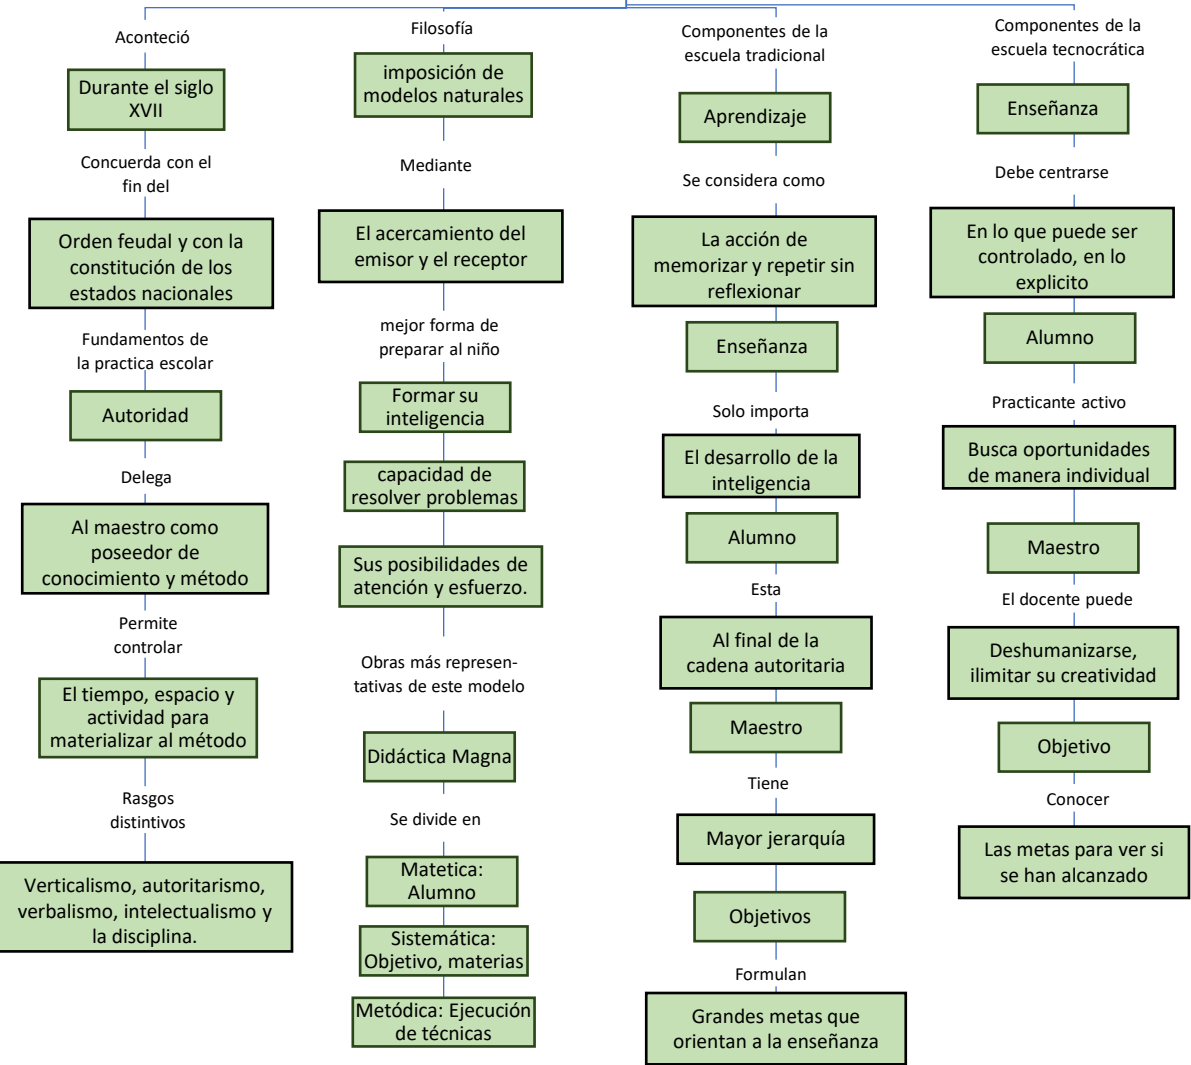 Aconteció
Durante el siglo
XVII
Concuerda con el
fin del
Orden feudal y con la
constitución de los
estados nacionales
Fundamentos de
la practica escolar
Autoridad
Delega
Al maestro como
poseedor de
conocimiento y método
Permite
controlar
El tiempo, espacio y
actividad para
materializar al método
Rasgos
distintivos
Verticalismo, autoritarismo,
verbalismo, intelectualismo y
la disciplina.
Filosofía
imposición de
modelos naturales
Mediante
El acercamiento del
emisor y el receptor
mejor forma de
preparar al niño
Formar su
inteligencia
capacidad de
resolver problemas
Sus posibilidades de
atención y esfuerzo.
Obras más represen-
tativas de este modelo
Didáctica Magna
Se divide en
Matetica:
Alumno
Sistemática:
Objetivo, materias
Metódica: Ejecución
de técnicas
Componentes de la
escuela tradicional
Aprendizaje
Se considera como
La acción de
memorizar y repetir sin
reflexionar
Enseñanza
Solo importa
El desarrollo de la
inteligencia
Alumno
Esta
Al final de la
cadena autoritaria
Maestro
Tiene
Mayor jerarquía
Objetivos
Formulan
Grandes metas que
orientan a la enseñanza
Componentes de la
escuela tecnocrática
Enseñanza
Debe centrarse
En lo que puede ser
controlado, en lo
explicito
Alumno
Practicante activo
Busca oportunidades
de manera individual
Maestro
El docente puede
Deshumanizarse,
ilimitar su creatividad
Objetivo
Conocer
Las metas para ver si
se han alcanzado